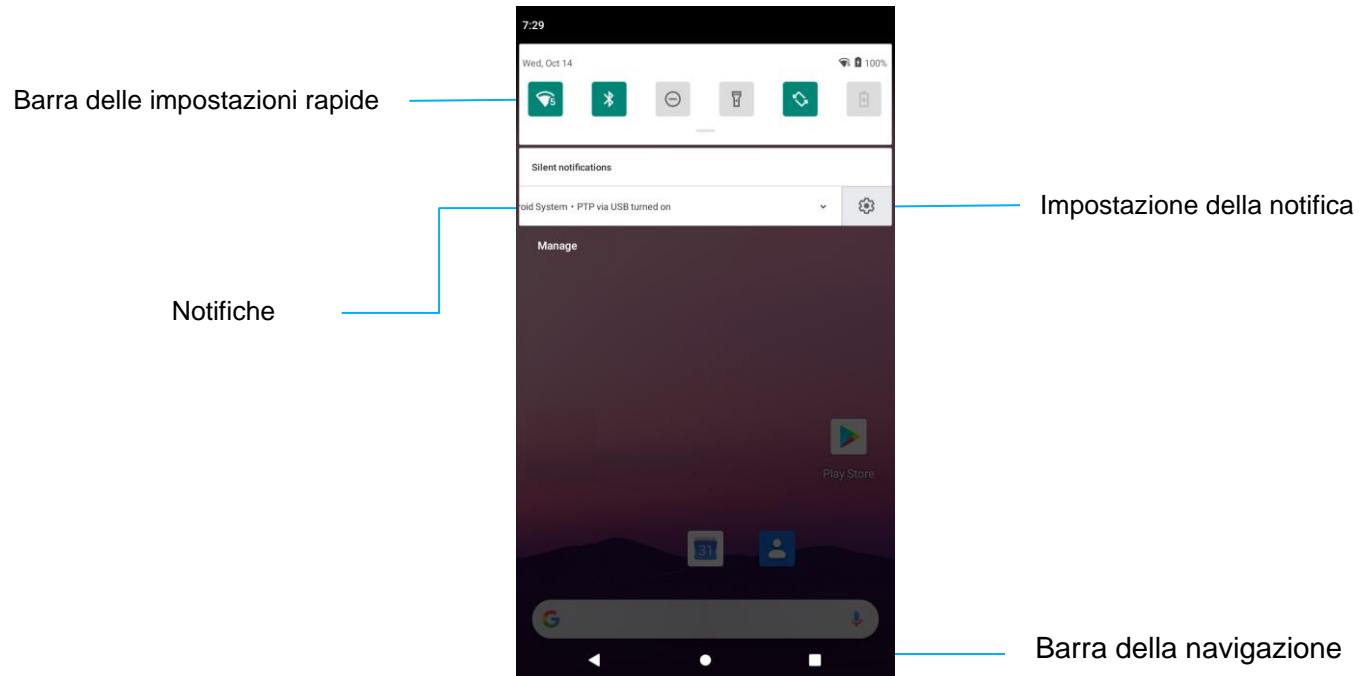 7:29
Wed, Oct 14
100%
Barra delle impostazioni rapide
5
Silent notifications
roid System • PTP via USB turned on
Impostazione della notifica
Manage
Notifiche
Play Store
31
G
Barra della navigazione